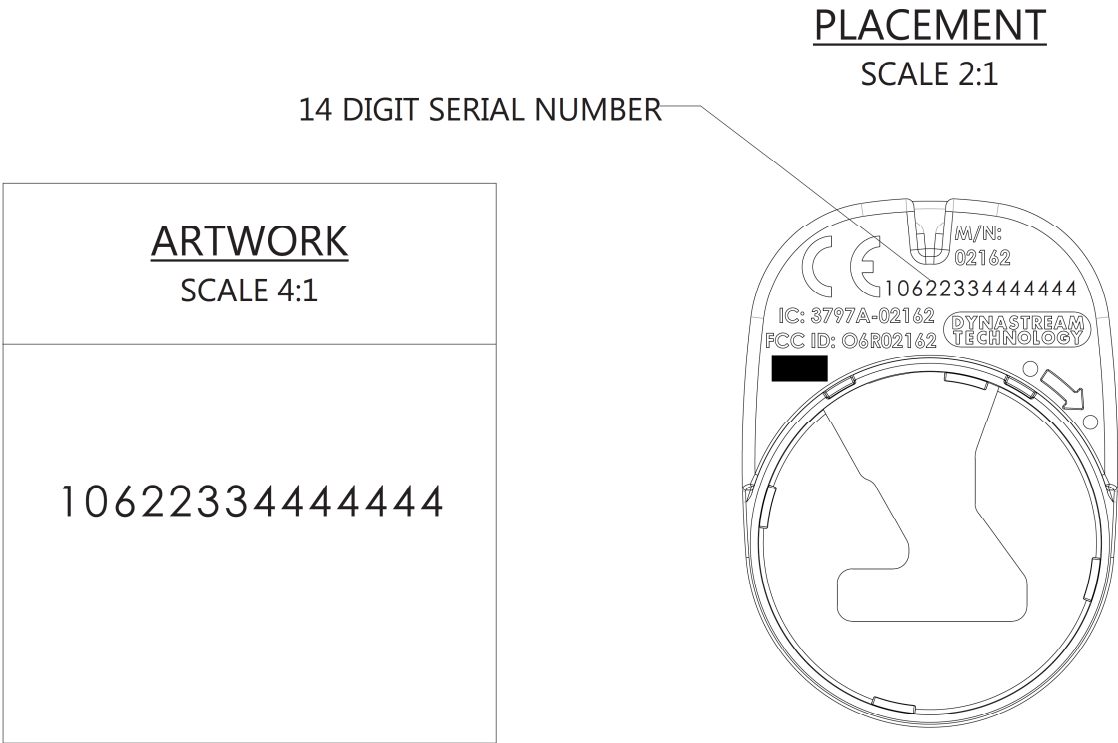 PLACEMENT
SCALE 2:1
14 DIGIT SERIAL NUMBER
ARTWORK
SCALE 4:1
10622334444444
CE
M/N:
02162
10622334444444
IC: 3797A-02162
FCC ID: O6R02162
DYNASTREAM
TECHNOLOGY